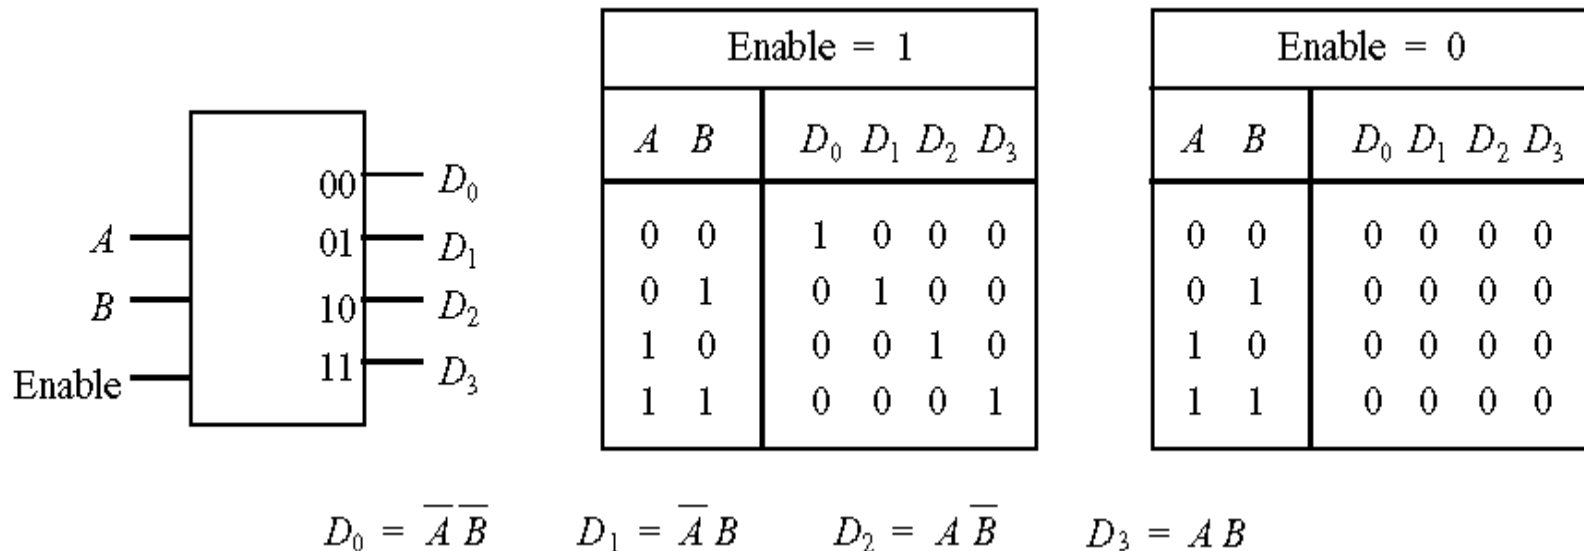 A
B
Enable
00 D₀
01 D₁
10 D₂
11 D₃
Enable = 1
A B D₀ D₁ D₂ D₃
0 0 1 0 0 0
0 1 0 1 0 0
1 0 0 0 1 0
1 1 0 0 0 1
Enable = 0
A B D₀ D₁ D₂ D₃
0 0 0 0 0 0
0 1 0 0 0 0
1 0 0 0 0 0
1 1 0 0 0 0
D₀ = A̅ B̅ D₁ = A̅ B D₂ = A B̅ D₃ = A B